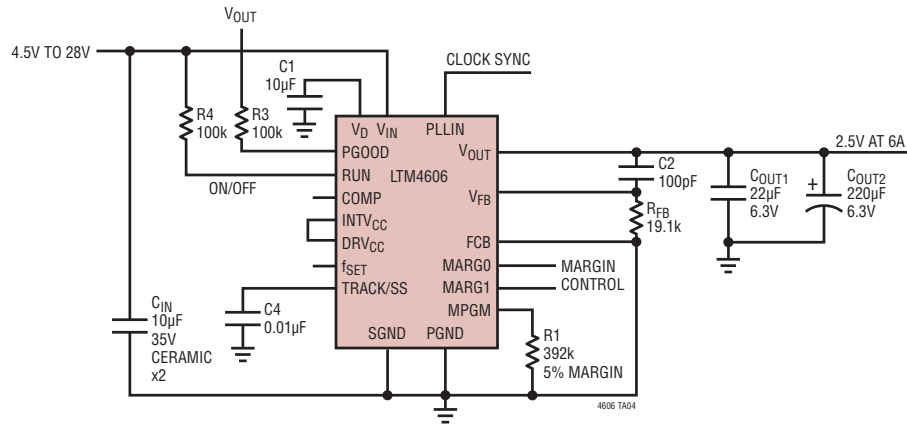 VOUT
4.5V TO 28V
CLOCK SYNC
C1
10µF
R4
100k
R3
100k
VD VIN PLLIN
PGOOD
VOUT
2.5V AT 6A
RUN
LTM4606
ON/OFF
COMP
C2
100pF
VFB
COUT1
22µF
6.3V
+
COUT2
220µF
6.3V
INTVCC
RFB
19.1k
DRVCC
FCB
fSET
MARG0
MARGIN
CONTROL
TRACK/SS
MARG1
MPGM
CIN
10µF
35V
CERAMIC
x2
C4
0.01µF
SGND PGND
R1
392k
5% MARGIN
4606 TA04